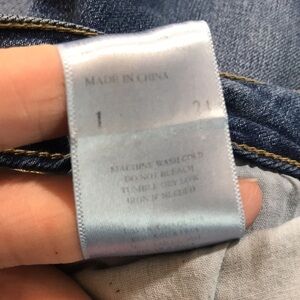 MADE IN CHINA
1 24
MACHINE WASH COLD
DO NOT BLEACH
TUMBLE DRY LOW
IRON IF NEEDED